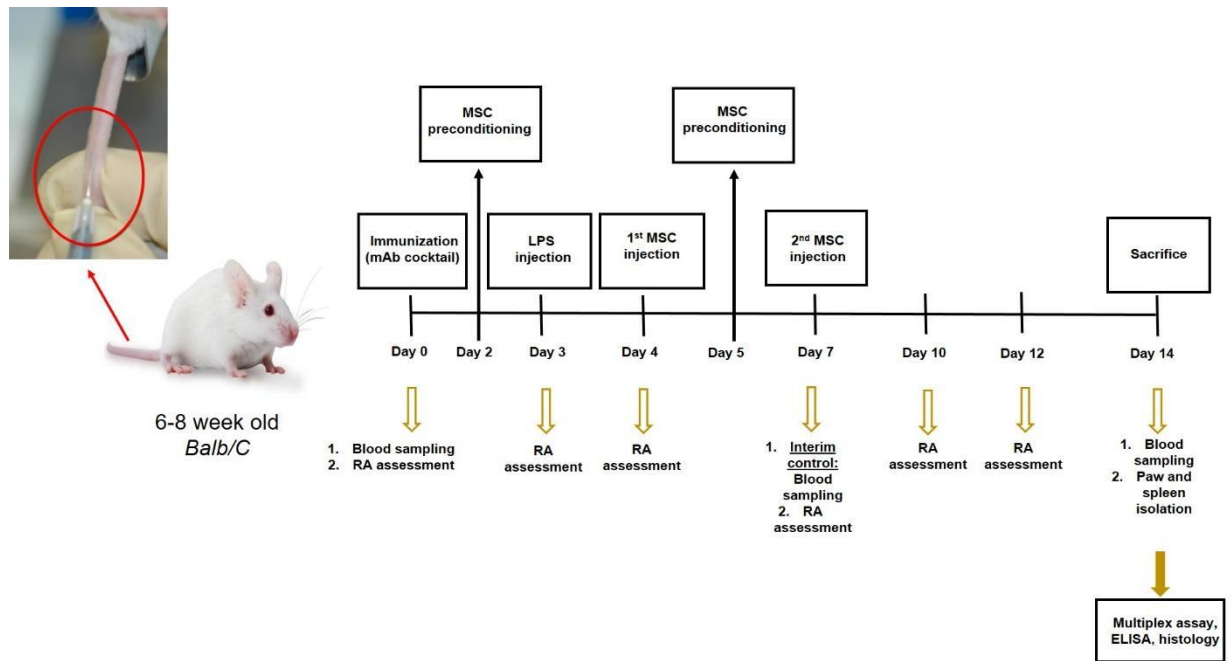 MSC
preconditioning
MSC
preconditioning
Immunization
(mAb cocktail)
LPS
injection
1st MSC
injection
2nd MSC
injection
Sacrifice
Day 0
Day 2
Day 3
Day 4
Day 5
Day 7
Day 10
Day 12
Day 14
6-8 week old
Balb/C
1. Blood sampling
2. RA assessment
RA
assessment
RA
assessment
1. Interim
control:
Blood
sampling
2. RA
assessment
RA
assessment
RA
assessment
1. Blood
sampling
2. Paw and
spleen
isolation
Multiplex assay,
ELISA, histology